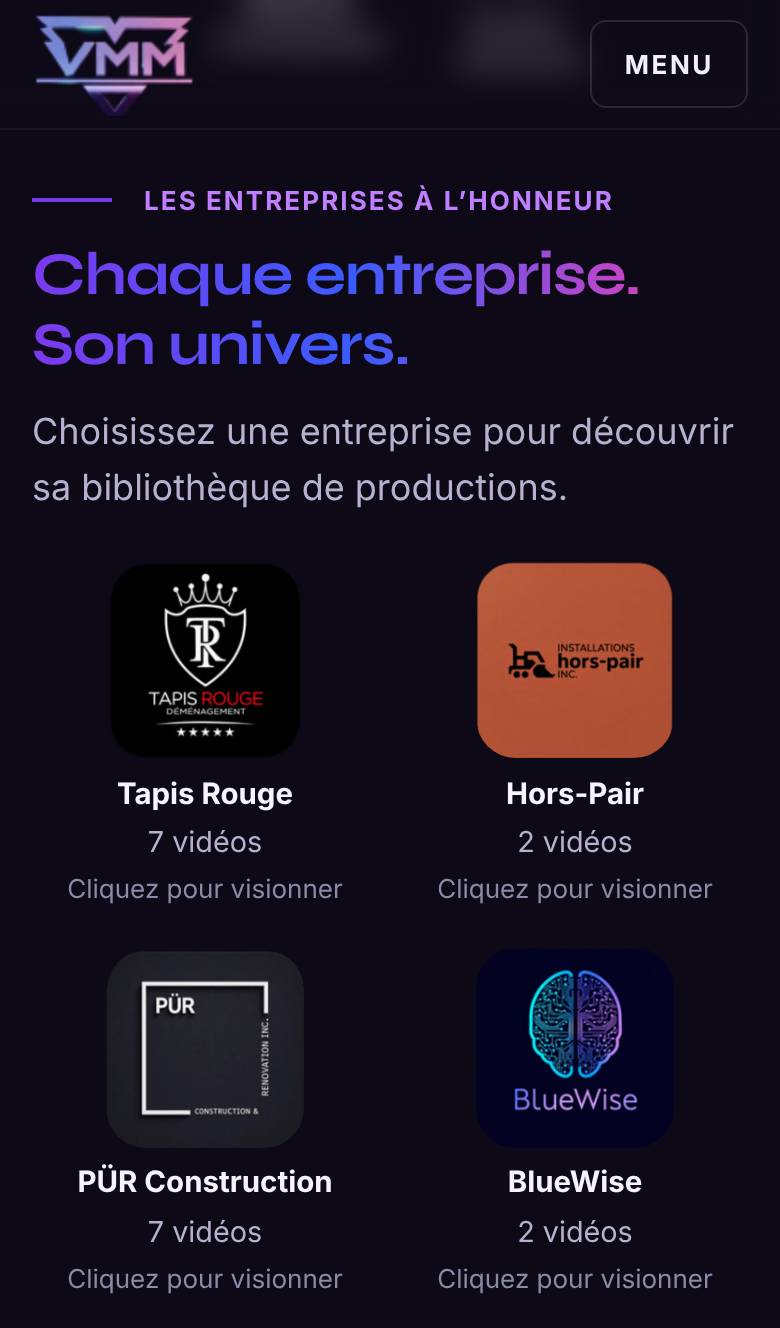 VMM
MENU
LES ENTREPRISES À L’HONNEUR
Chaque entreprise.
Son univers.
Choisissez une entreprise pour découvrir
sa bibliothèque de productions.
TR
TAPIS ROUGE
DÉMÉNAGEMENT
INSTALLATIONS
hors-pair
INC.
Tapis Rouge
Hors-Pair
7 vidéos
2 vidéos
Cliquez pour visionner
Cliquez pour visionner
PÜR
CONSTRUCTION &
RENOVATION INC.
BlueWise
PÜR Construction
BlueWise
7 vidéos
2 vidéos
Cliquez pour visionner
Cliquez pour visionner